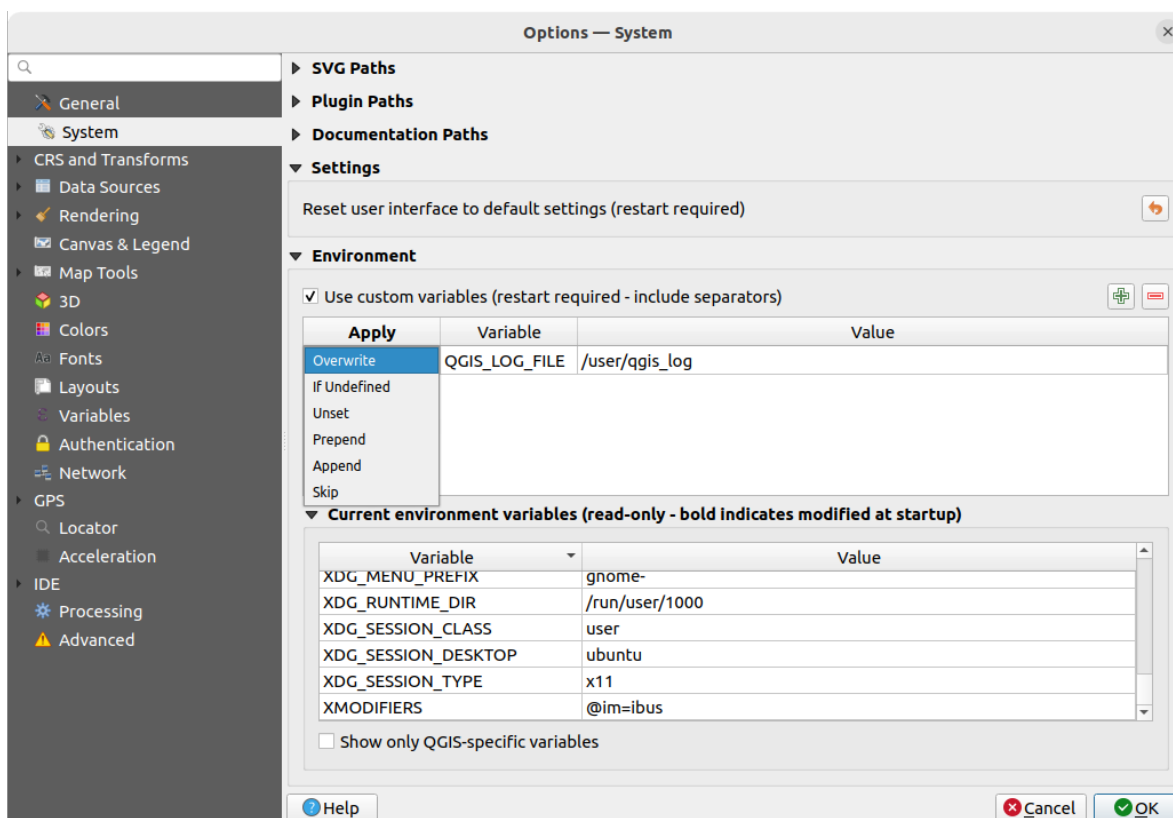 Options — System
General
System
CRS and Transforms
Data Sources
Rendering
Canvas & Legend
Map Tools
3D
Colors
Aa Fonts
Layouts
Variables
Authentication
Network
GPS
Locator
Acceleration
IDE
Processing
Advanced
SVG Paths
Plugin Paths
Documentation Paths
Settings
Reset user interface to default settings (restart required)
Environment
Use custom variables (restart required - include separators)
Apply Variable Value
Overwrite QGIS_LOG_FILE /user/qgis_log
If Undefined
Unset
Prepend
Append
Skip
Current environment variables (read-only - bold indicates modified at startup)
Variable Value
XDG_MENU_PREFIX gnome-
XDG_RUNTIME_DIR /run/user/1000
XDG_SESSION_CLASS user
XDG_SESSION_DESKTOP ubuntu
XDG_SESSION_TYPE x11
XMODIFIERS @im=ibus
Show only QGIS-specific variables
Help Cancel OK